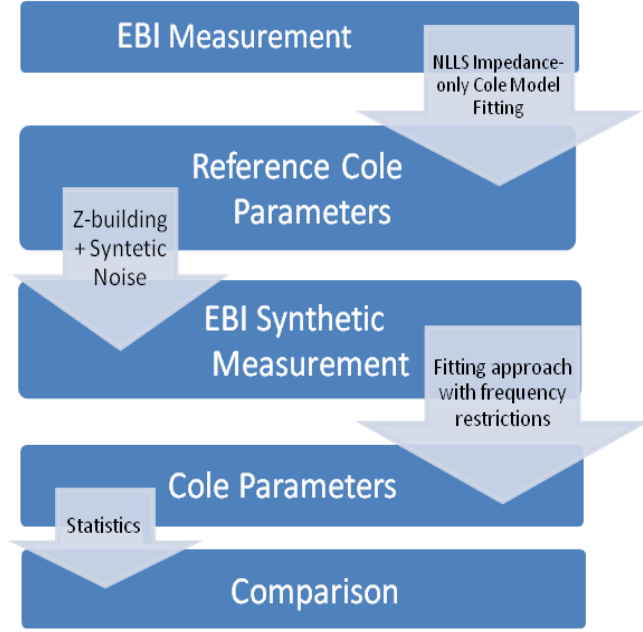 EBI Measurement
NLLS Impedance-
only Cole Model
Fitting
Reference Cole
Parameters
Z-building
+ Syntetic
Noise
EBI Synthetic
Measurement
Fitting approach
with frequency
restrictions
Cole Parameters
Statistics
Comparison